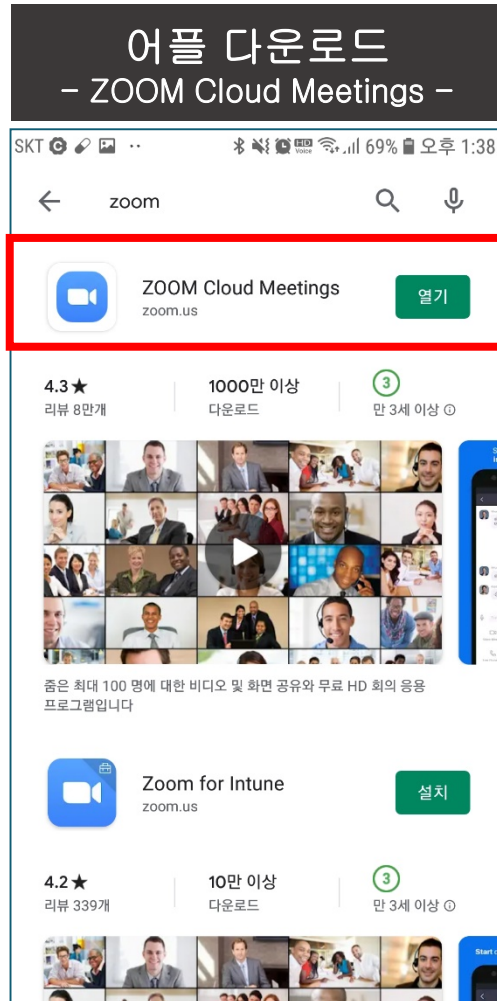 어플 다운로드
- ZOOM Cloud Meetings -
SKT HD Voice 69% 오후 1:38
zoom
ZOOM Cloud Meetings
zoom.us
열기
4.3★ 1000만 이상 3
리뷰 8만개 다운로드 만 3세 이상
줌은 최대 100 명에 대한 비디오 및 화면 공유와 무료 HD 회의 응용
프로그램입니다
Zoom for Intune
zoom.us
설치
4.2★ 10만 이상 3
리뷰 339개 다운로드 만 3세 이상